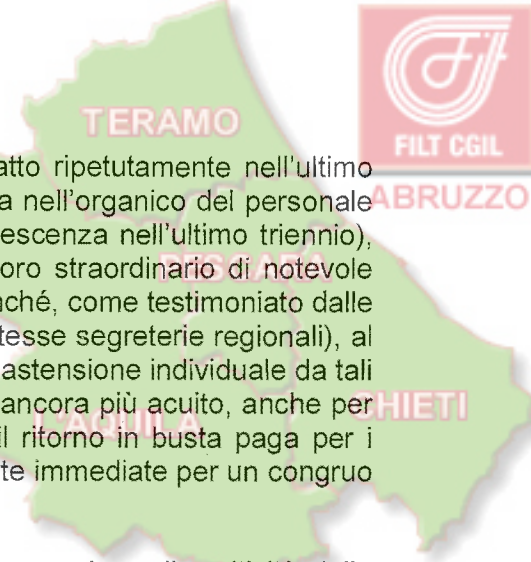 TERAMO
FILT CGIL
ABRUZZO
atto ripetutamente nell'ultimo
a nell'organico del personale
escenza nell'ultimo triennio),
oro straordinario di notevole
PESCARA
nché, come testimoniato dalle
tesse segreterie regionali), al
astensione individuale da tali
CHIETI
ancora più acuito, anche per
L'AQUILA
il ritorno in busta paga per i
te immediate per un congruo